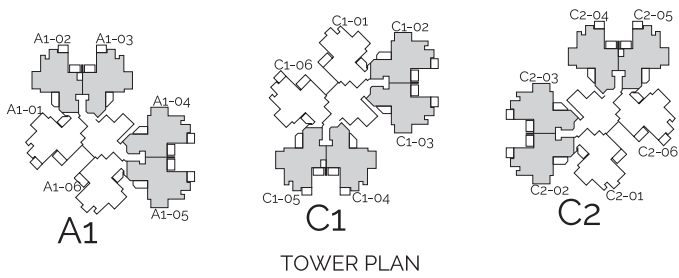 A1-02
A1-03
A1-01
A1-04
A1-06
A1-05
A1
C1-01
C1-02
C1-06
C1-03
C1-05
C1-04
C1
C2-04
C2-05
C2-03
C2-06
C2-02
C2-01
C2
TOWER PLAN